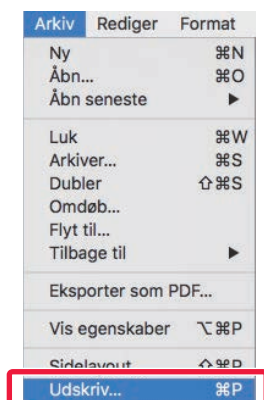 Arkiv Rediger Format
Ny ⌘N
Åbn... ⌘O
Åbn seneste ▶
Luk ⌘W
Arkiver... ⌘S
Dubler ⇧⌘S
Omdøb...
Flyt til...
Tilbage til ▶
Eksporter som PDF...
Vis egenskaber ⌥⌘P
Sidelayout ⇧⌘P
Udskriv... ⌘P